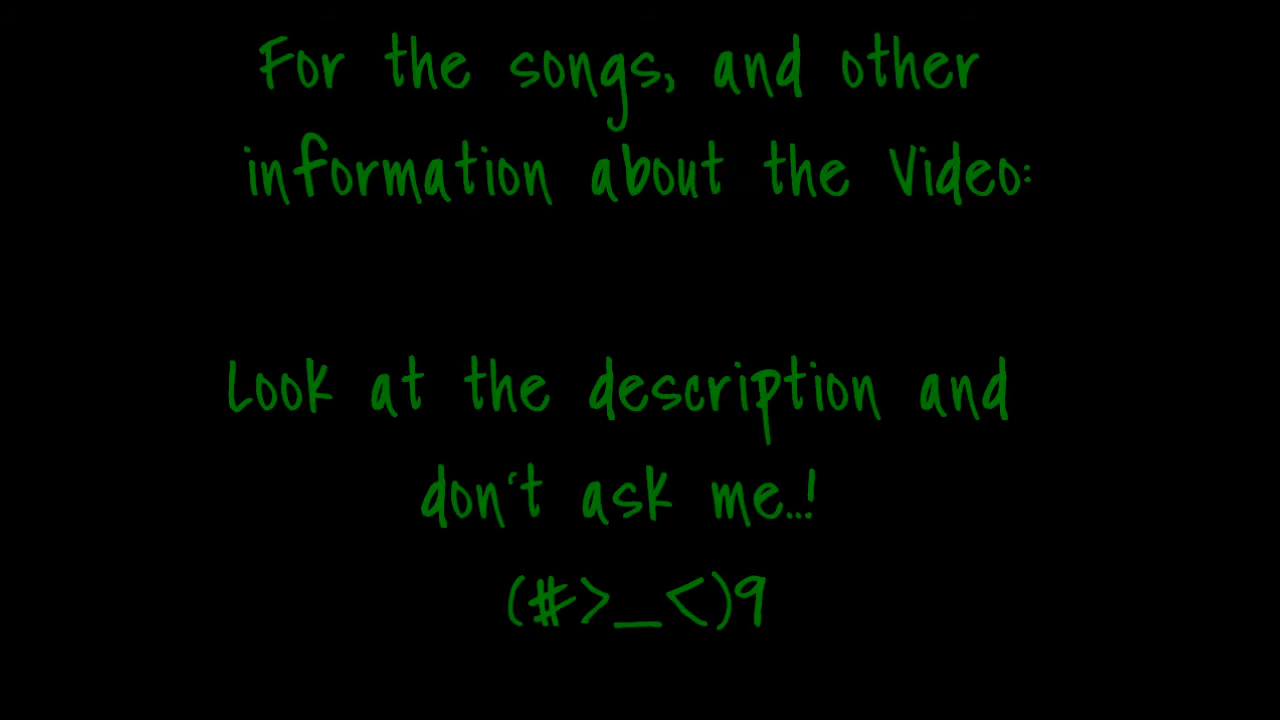 For the songs, and other
information about the Video:
Look at the description and
don't ask me...!
(#>_<)9